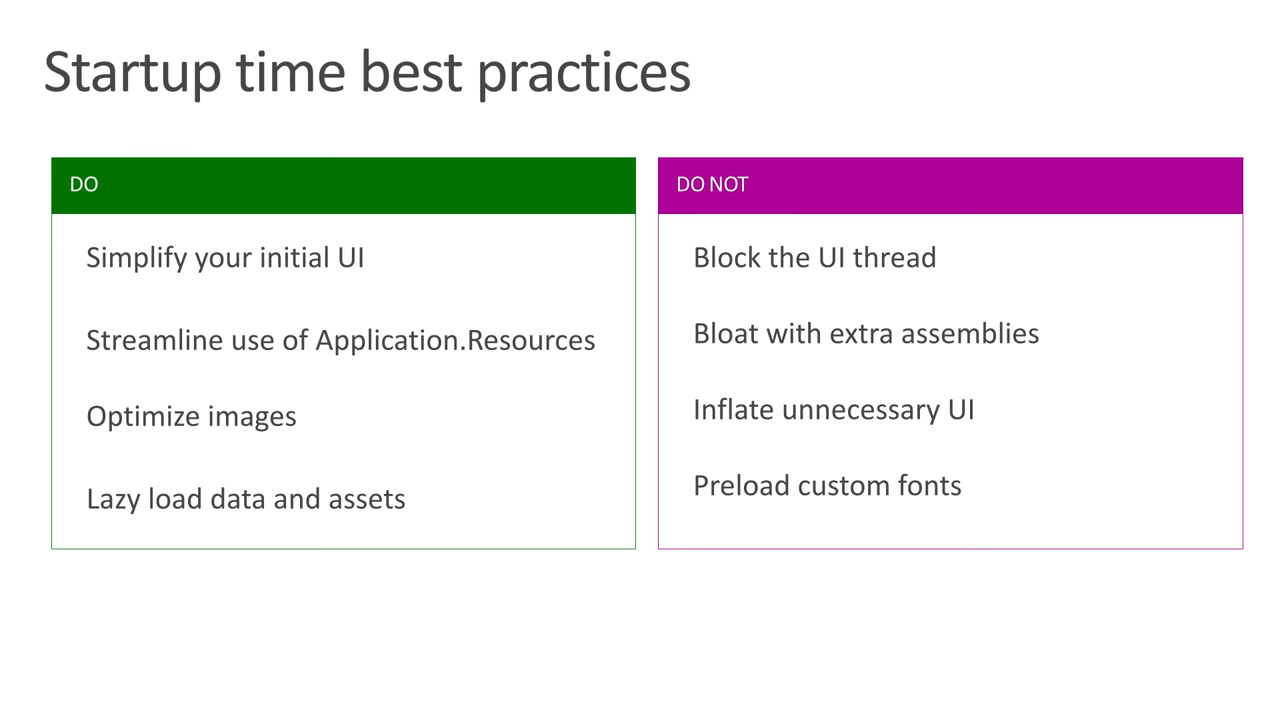 Startup time best practices
DO
Simplify your initial UI
Streamline use of Application.Resources
Optimize images
Lazy load data and assets
DO NOT
Block the UI thread
Bloat with extra assemblies
Inflate unnecessary UI
Preload custom fonts